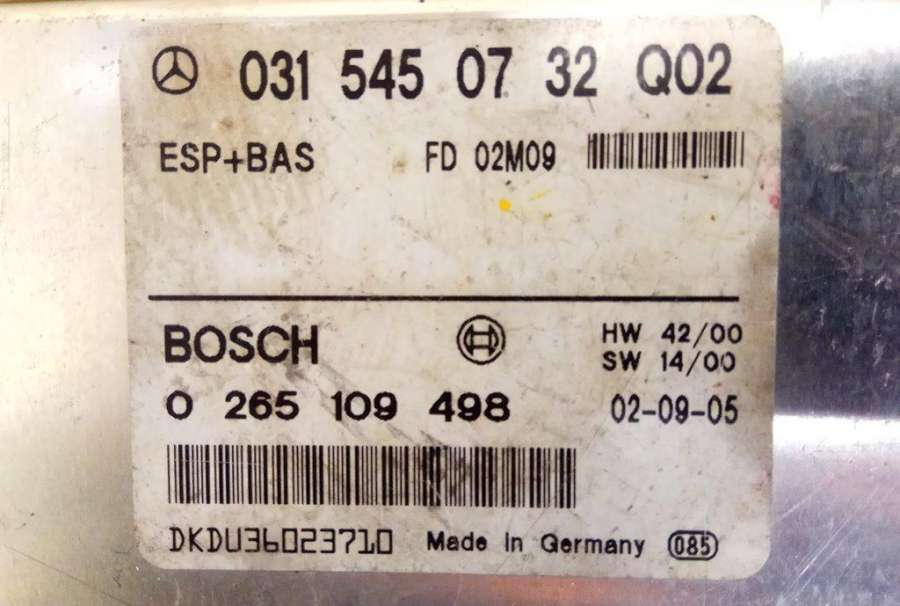 031 545 07 32 Q02
ESP+BAS FD 02M09
BOSCH HW 42/00
SW 14/00
0 265 109 498 02-09-05
DKDU36023710 Made in Germany 085